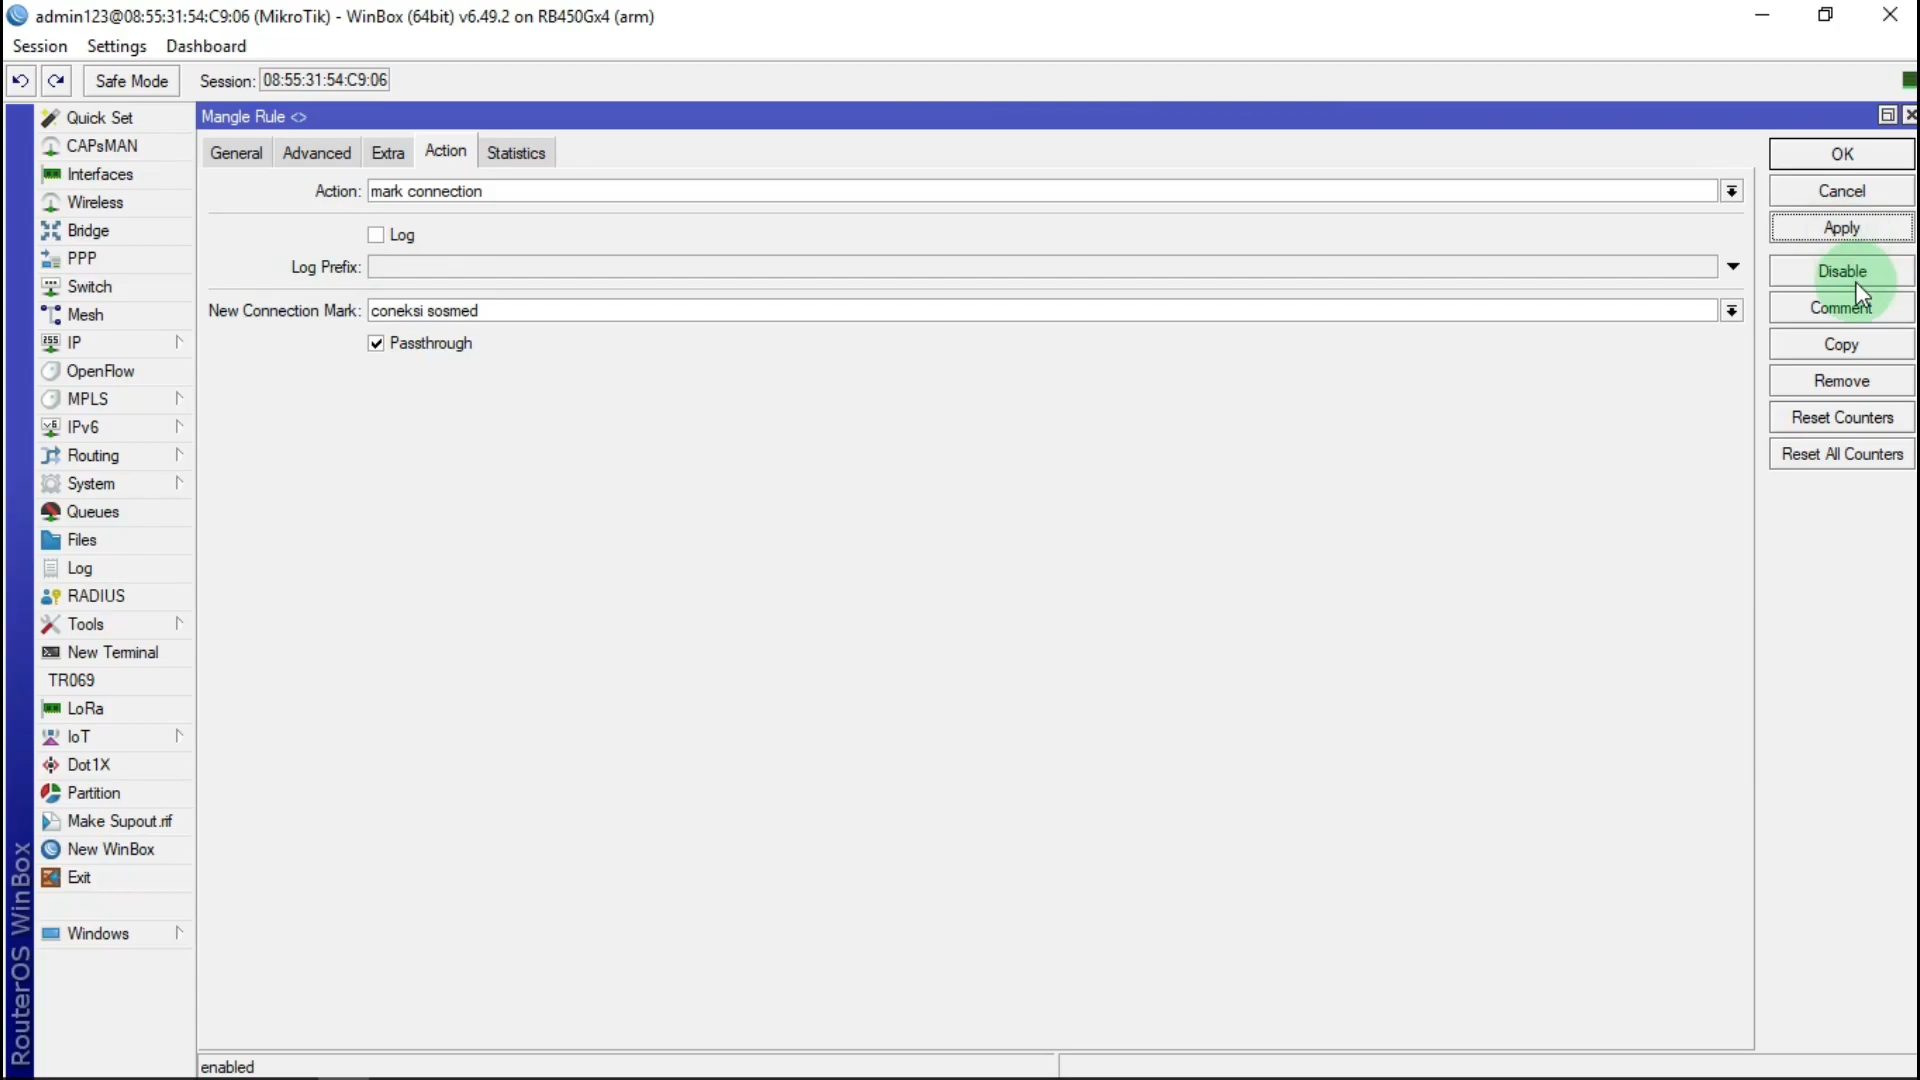 admin123@08:55:31:54:C9:06 (MikroTik) - WinBox (64bit) v6.49.2 on RB450Gx4 (arm)
Session Settings Dashboard
Safe Mode Session: 08:55:31:54:C9:06
Quick Set
CAPsMAN
Interfaces
Wireless
Bridge
PPP
Switch
Mesh
IP
OpenFlow
MPLS
IPv6
Routing
System
Queues
Files
Log
RADIUS
Tools
New Terminal
TR069
LoRa
IoT
Dot1X
Partition
Make Supout.rif
New WinBox
Exit
Windows
RouterOS WinBox
Mangle Rule <>
General Advanced Extra Action Statistics
Action: mark connection
Log
Log Prefix:
New Connection Mark: coneksi sosmed
Passthrough
OK
Cancel
Apply
Disable
Comment
Copy
Remove
Reset Counters
Reset All Counters
enabled